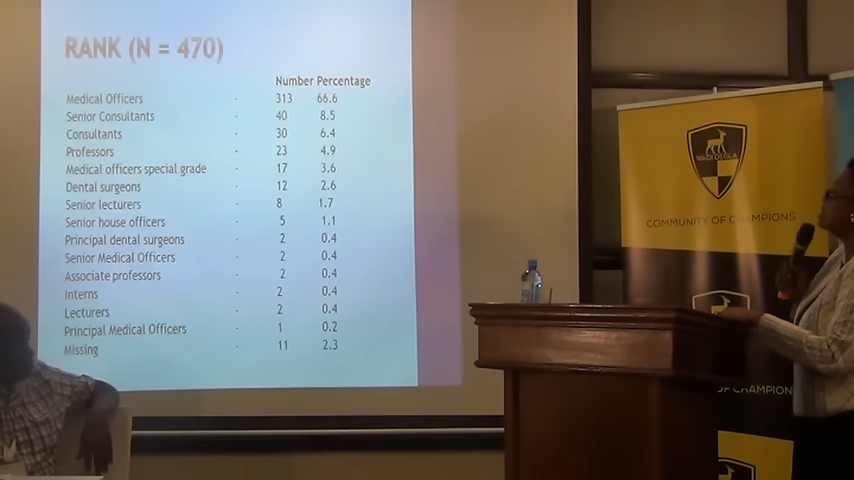 RANK (N = 470)
Number Percentage
Medical Officers - 313 66.6
Senior Consultants - 40 8.5
Consultants - 30 6.4
Professors - 23 4.9
Medical officers special grade - 17 3.6
Dental surgeons - 12 2.6
Senior lecturers - 8 1.7
Senior house officers - 5 1.1
Principal dental surgeons - 2 0.4
Senior Medical Officers - 2 0.4
Associate professors - 2 0.4
Interns - 2 0.4
Lecturers - 2 0.4
Principal Medical Officers - 1 0.2
Missing - 11 2.3
WADI DEGLA
COMMUNITY OF CHAMPIONS
OF CHAMPION